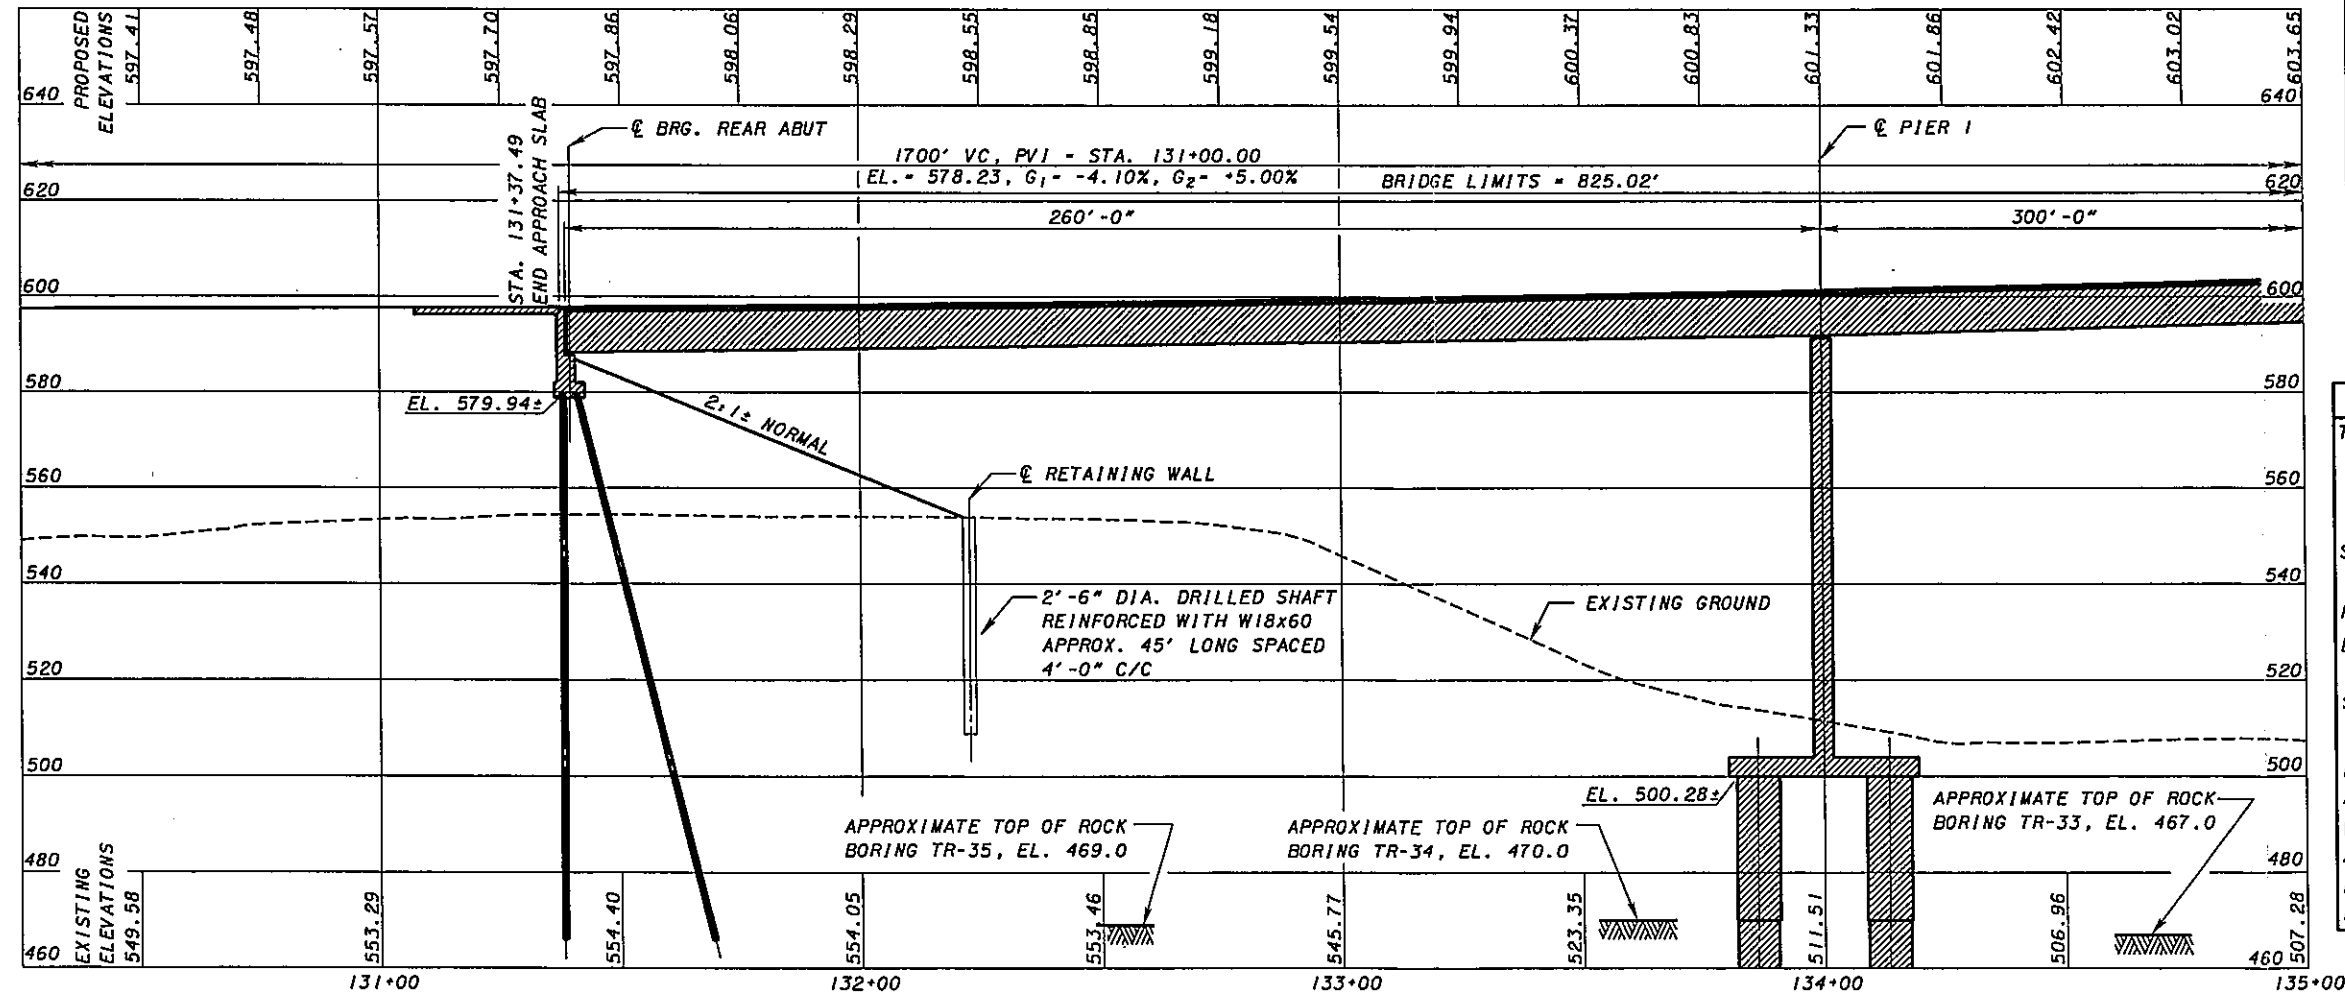 PROPOSED
ELEVATIONS
597.41
597.48
597.57
597.70
597.86
598.06
598.29
598.55
598.85
599.18
599.54
599.94
600.37
600.83
601.33
601.86
602.42
603.02
603.65
640
640
STA. 131+37.49
END APPROACH SLAB
℄ BRG. REAR ABUT
℄ PIER 1
1700' VC, PVI = STA. 131+00.00
EL.= 578.23, G1= -4.10%, G2= +5.00%
BRIDGE LIMITS = 825.02'
620
620
260'-0"
300'-0"
600
600
580
580
EL. 579.94±
2:1± NORMAL
℄ RETAINING WALL
560
560
540
540
2'-6" DIA. DRILLED SHAFT
REINFORCED WITH W18x60
APPROX. 45' LONG SPACED
4'-0" C/C
EXISTING GROUND
520
520
500
500
EL. 500.28±
APPROXIMATE TOP OF ROCK
BORING TR-35, EL. 469.0
APPROXIMATE TOP OF ROCK
BORING TR-34, EL. 470.0
APPROXIMATE TOP OF ROCK
BORING TR-33, EL. 467.0
480
480
EXISTING
ELEVATIONS
549.58
553.29
554.40
554.05
553.46
545.77
523.35
511.51
506.96
507.28
460
460
131+00
132+00
133+00
134+00
135+00